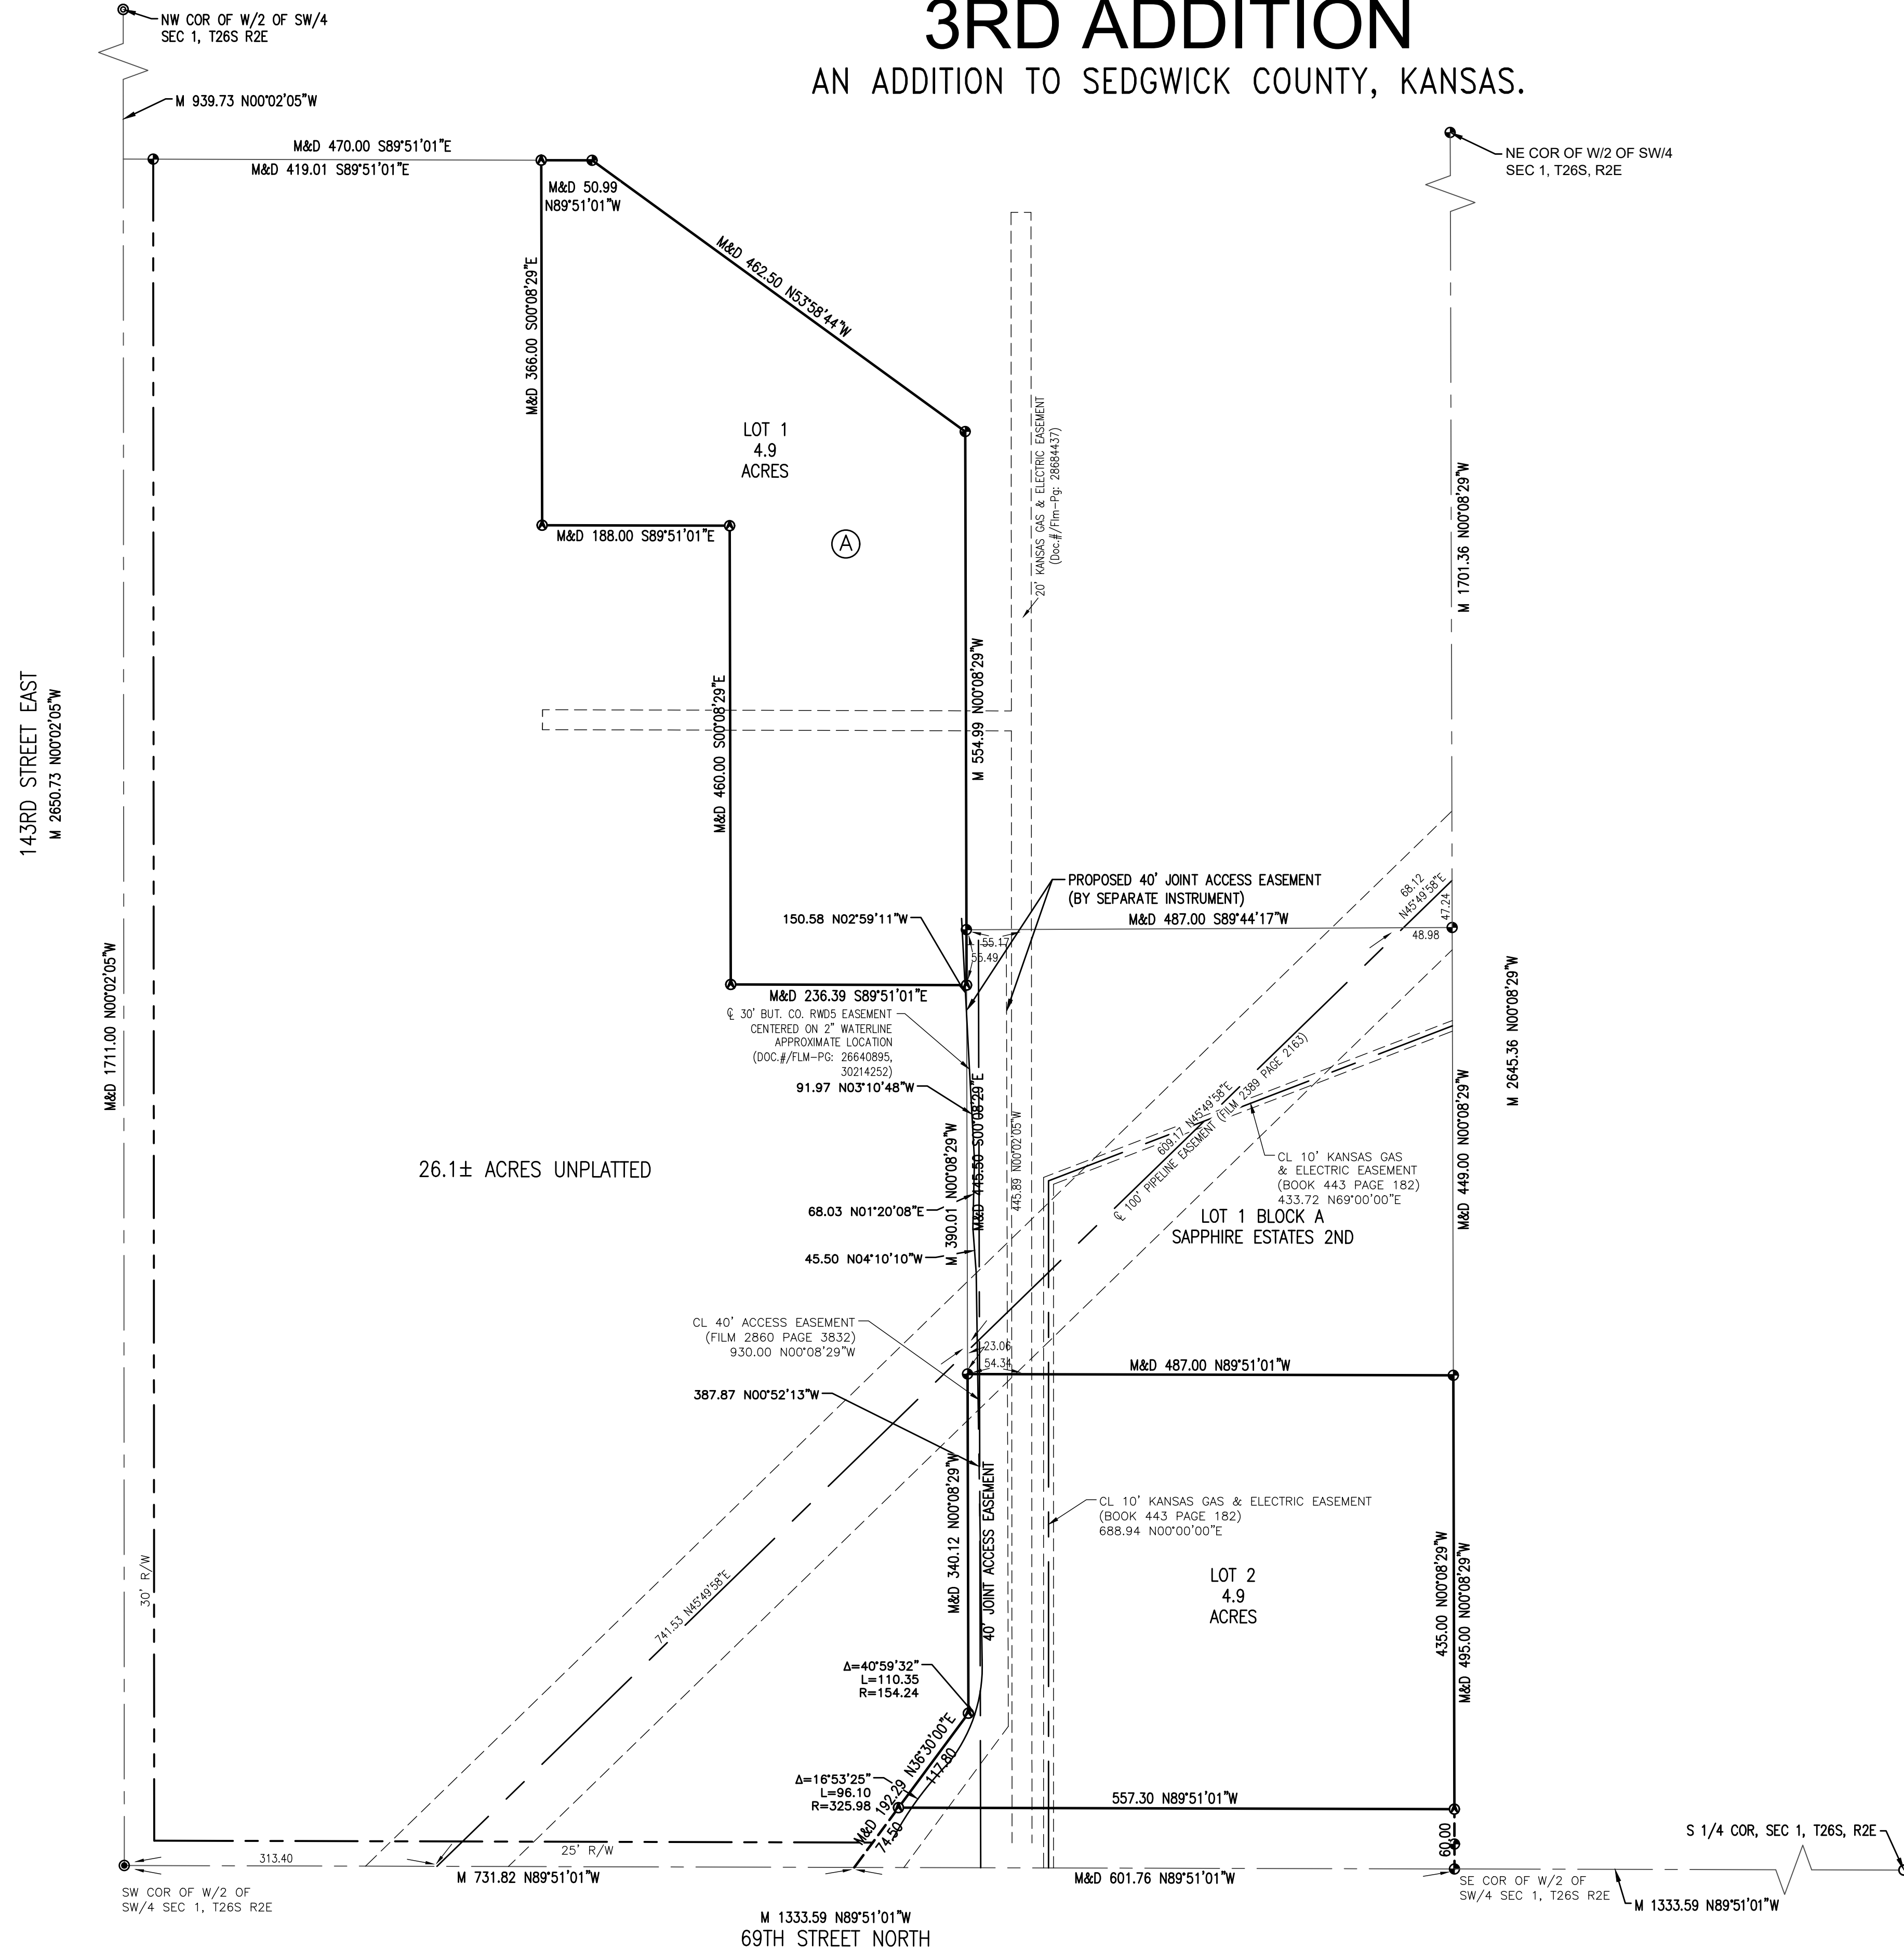 3RD ADDITION
AN ADDITION TO SEDGWICK COUNTY, KANSAS.
NW COR OF W/2 OF SW/4
SEC 1, T26S R2E
M 939.73 N00°02'05"W
M&D 470.00 S89°51'01"E
M&D 419.01 S89°51'01"E
M&D 50.99
N89°51'01"W
NE COR OF W/2 OF SW/4
SEC 1, T26S, R2E
M&D 462.50 N53°58'44"W
M&D 366.00 S00°08'29"E
LOT 1
4.9
ACRES
A
M&D 188.00 S89°51'01"E
20' KANSAS GAS & ELECTRIC EASEMENT
(Doc.#/Flm-Pg: 28684437)
M 1701.36 N00°08'29"W
143RD STREET EAST
M 2650.73 N00°02'05"W
M&D 460.00 S00°08'29"E
M 554.99 N00°08'29"W
PROPOSED 40' JOINT ACCESS EASEMENT
(BY SEPARATE INSTRUMENT)
150.58 N02°59'11"W
M&D 487.00 S89°44'17"W
68.12
N45°49'58"E
47.24
48.98
55.17
55.49
M&D 236.39 S89°51'01"E
℄ 30' BUT. CO. RWD5 EASEMENT
CENTERED ON 2" WATERLINE
APPROXIMATE LOCATION
(DOC.#/FLM-PG: 26640895,
30214252)
91.97 N03°10'48"W
M&D 1711.00 N00°02'05"W
M 2645.36 N00°08'29"W
M&D 449.00 N00°08'29"W
M 390.01 N00°08'29"W
M&D 445.50 S00°08'29"E
445.89 N00°02'05"W
609.17 N45°49'58"E
℄ 100' PIPELINE EASEMENT (FILM 2389 PAGE 2163)
CL 10' KANSAS GAS
& ELECTRIC EASEMENT
(BOOK 443 PAGE 182)
433.72 N69°00'00"E
26.1± ACRES UNPLATTED
68.03 N01°20'08"E
LOT 1 BLOCK A
SAPPHIRE ESTATES 2ND
45.50 N04°10'10"W
CL 40' ACCESS EASEMENT
(FILM 2860 PAGE 3832)
930.00 N00°08'29"W
23.06
54.34
M&D 487.00 N89°51'01"W
387.87 N00°52'13"W
M&D 340.12 N00°08'29"W
40' JOINT ACCESS EASEMENT
CL 10' KANSAS GAS & ELECTRIC EASEMENT
(BOOK 443 PAGE 182)
688.94 N00°00'00"E
LOT 2
4.9
ACRES
435.00 N00°08'29"W
M&D 495.00 N00°08'29"W
30' R/W
741.53 N45°49'58"E
Δ=40°59'32"
L=110.35
R=154.24
M&D 192.29 N36°30'00"E
117.80
Δ=16°53'25"
L=96.10
R=325.98
74.50
557.30 N89°51'01"W
60.00
S 1/4 COR, SEC 1, T26S, R2E
25' R/W
313.40
M 731.82 N89°51'01"W
M&D 601.76 N89°51'01"W
SW COR OF W/2 OF
SW/4 SEC 1, T26S R2E
SE COR OF W/2 OF
SW/4 SEC 1, T26S R2E
M 1333.59 N89°51'01"W
M 1333.59 N89°51'01"W
69TH STREET NORTH